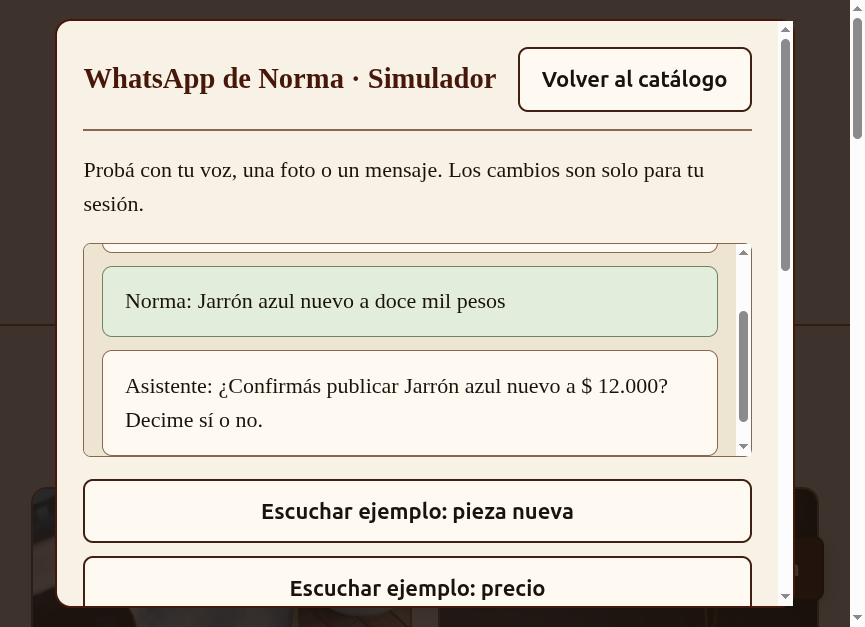 WhatsApp de Norma · Simulador
Volver al catálogo
Probá con tu voz, una foto o un mensaje. Los cambios son solo para tu
sesión.
Norma: Jarrón azul nuevo a doce mil pesos
Asistente: ¿Confirmás publicar Jarrón azul nuevo a $ 12.000?
Decime sí o no.
Escuchar ejemplo: pieza nueva
Escuchar ejemplo: precio